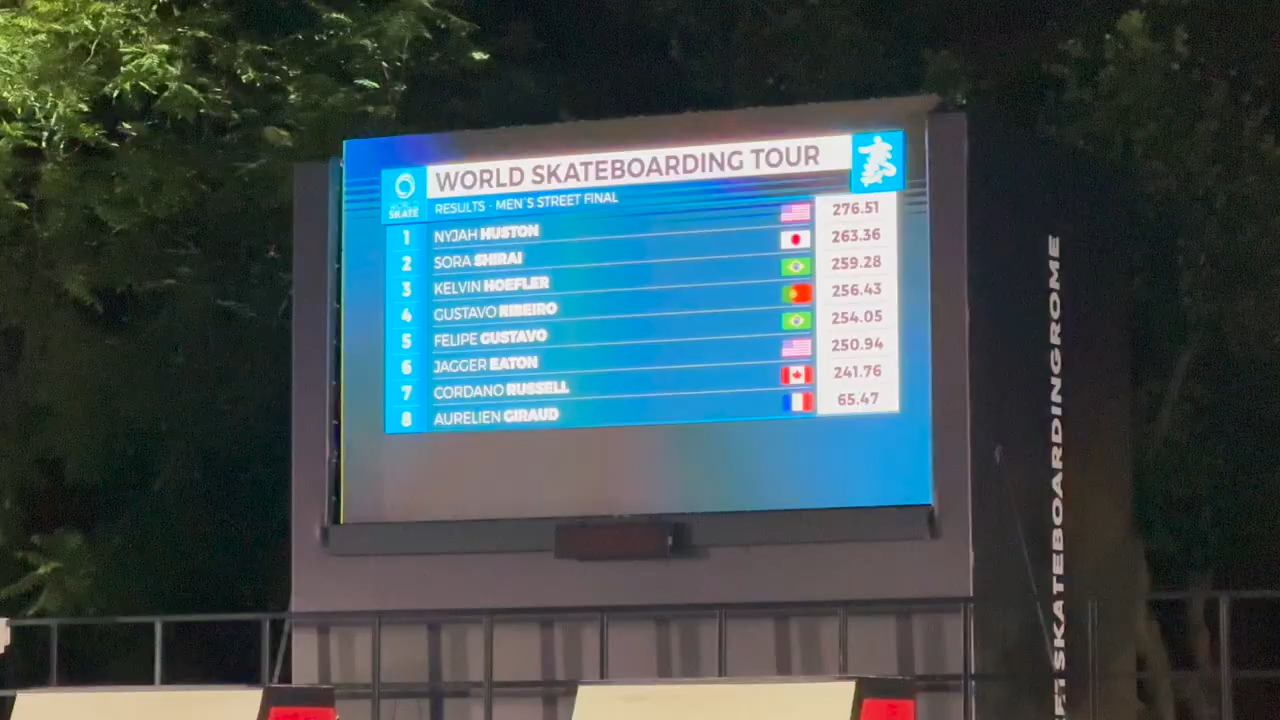 WORLD SKATE
WORLD SKATEBOARDING TOUR
RESULTS - MEN´S STREET FINAL
1 NYJAH HUSTON 276.51
2 SORA SHIRAI 263.36
3 KELVIN HOEFLER 259.28
4 GUSTAVO RIBEIRO 256.43
5 FELIPE GUSTAVO 254.05
6 JAGGER EATON 250.94
7 CORDANO RUSSELL 241.76
8 AURELIEN GIRAUD 65.47
SKATEBOARDINGROME